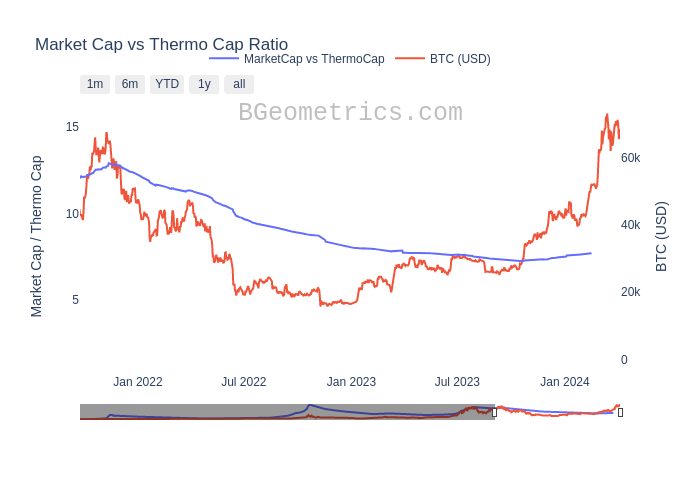 Market Cap vs Thermo Cap Ratio
MarketCap vs ThermoCap
BTC (USD)
1m 6m YTD 1y all
BGeometrics.com
15
10
5
Market Cap / Thermo Cap
60k
40k
20k
0
BTC (USD)
Jan 2022 Jul 2022 Jan 2023 Jul 2023 Jan 2024